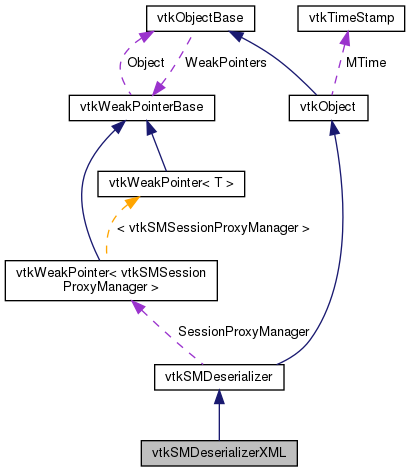 vtkObjectBase
vtkTimeStamp
Object
WeakPointers
MTime
vtkWeakPointerBase
vtkObject
vtkWeakPointer< T >
< vtkSMSessionProxyManager >
vtkWeakPointer< vtkSMSession
ProxyManager >
SessionProxyManager
vtkSMDeserializer
vtkSMDeserializerXML